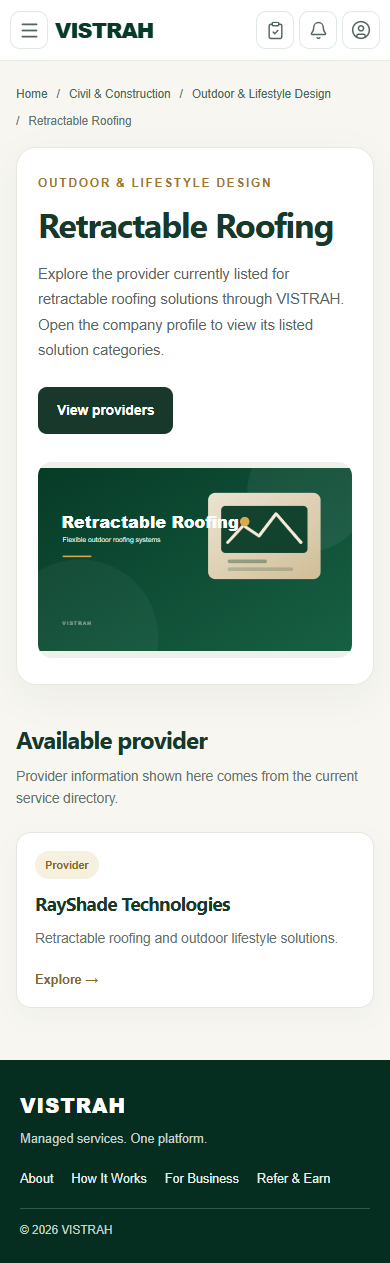 VISTRAH
Home / Civil & Construction / Outdoor & Lifestyle Design
/ Retractable Roofing
OUTDOOR & LIFESTYLE DESIGN
Retractable Roofing
Explore the provider currently listed for
retractable roofing solutions through VISTRAH.
Open the company profile to view its listed
solution categories.
View providers
Retractable Roofing
Flexible outdoor roofing systems
VISTRAH
Available provider
Provider information shown here comes from the current
service directory.
Provider
RayShade Technologies
Retractable roofing and outdoor lifestyle solutions.
Explore →
VISTRAH
Managed services. One platform.
About How It Works For Business Refer & Earn
© 2026 VISTRAH